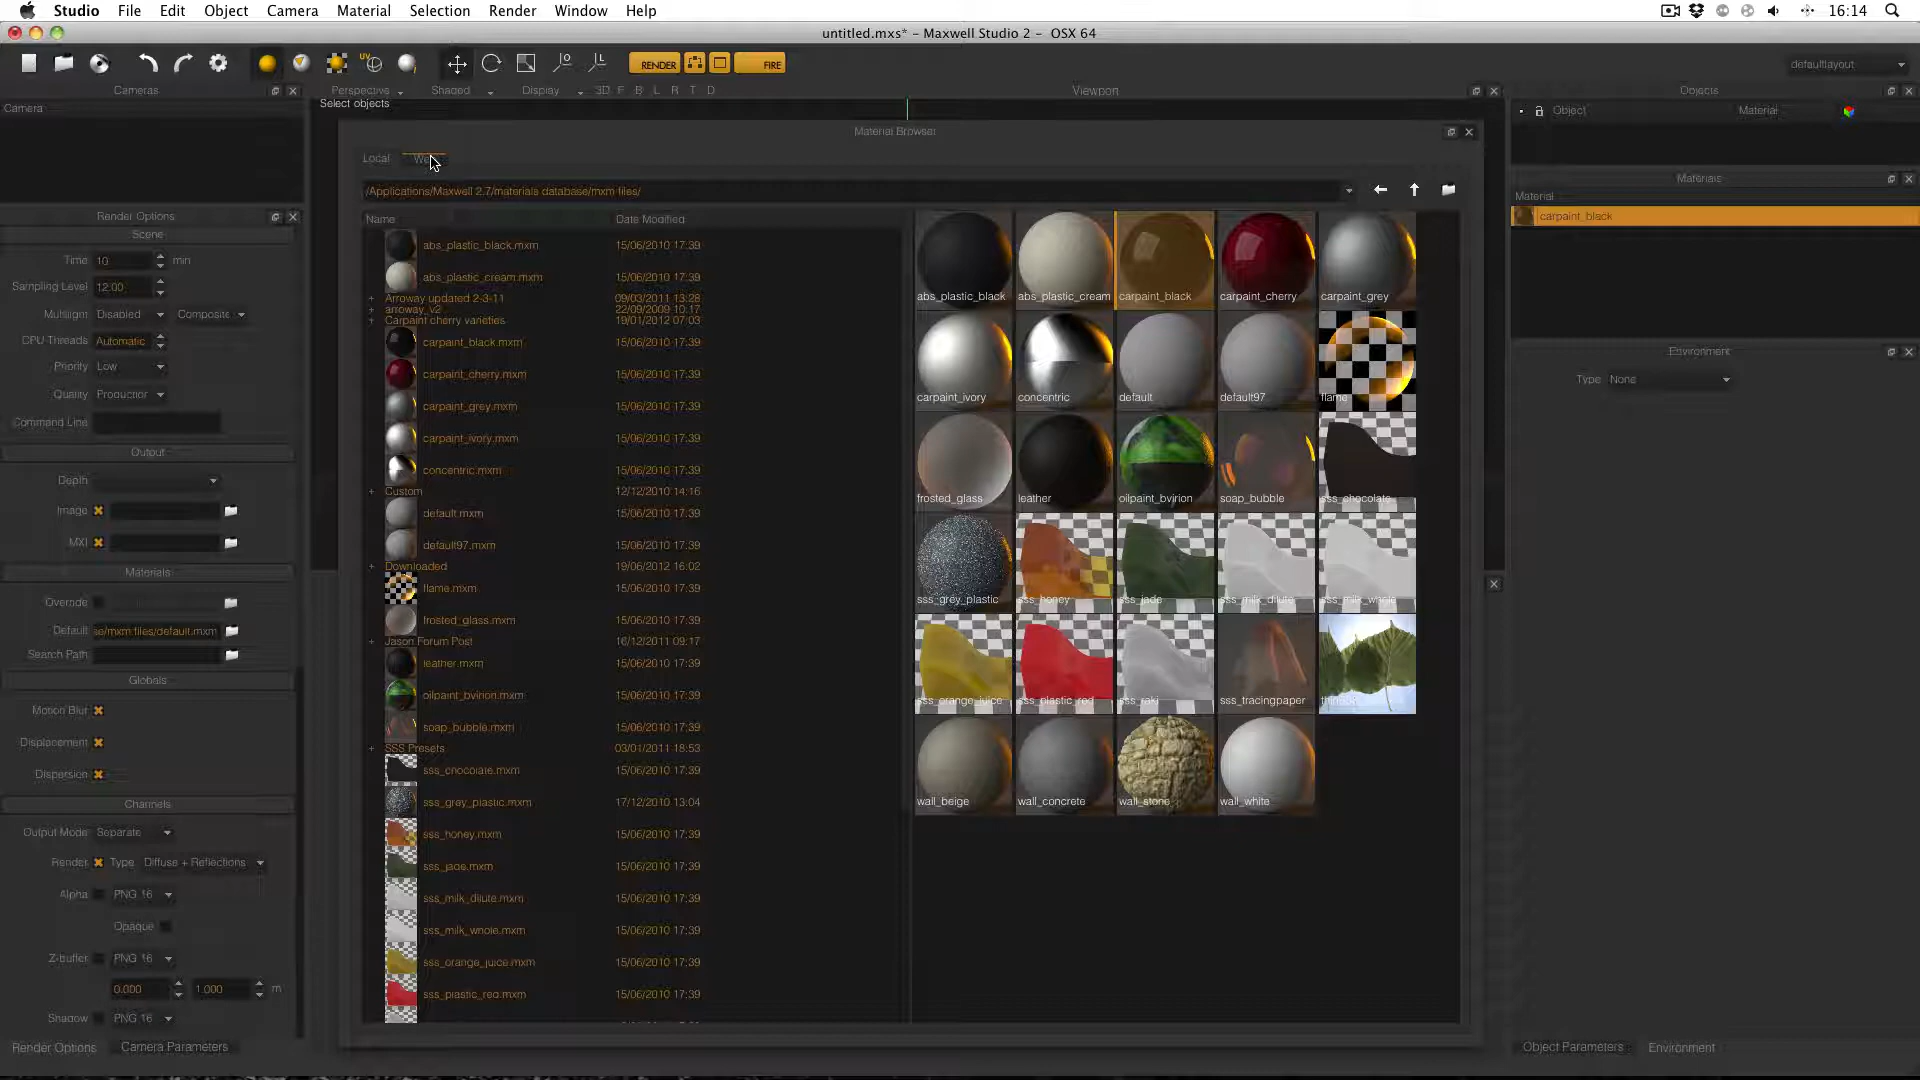 Studio File Edit Object Camera Material Selection Render Window Help 16:14
untitled.mxs* - Maxwell Studio 2 - OSX 64
RENDER FIRE defaultlayout
Cameras Perspective Shaded Display 3D F B L R T D Viewport Objects
Camera Select objects Object Material
Material Browser
Local
/Applications/Maxwell 2.7/materials database/mxm files/
Materials
Material
carpaint_black
Render Options
Scene
Time 10 min
Sampling Level 12.00
Multilight Disabled Composite
CPU Threads Automatic
Priority Low
Quality Production
Command Line
Output
Depth
Image
MXI
Materials
Override
Default se/mxm files/default.mxm
Search Path
Globals
Motion Blur
Displacement
Dispersion
Channels
Output Mode Separate
Render Type Diffuse + Reflections
Alpha PNG 16
Opaque
Z-buffer PNG 16
0.000 1.000 m
Shadow PNG 16
Render Options Camera Parameters
Name Date Modified
abs_plastic_black.mxm 15/06/2010 17:39
abs_plastic_cream.mxm 15/06/2010 17:39
+ Arroway updated 2-3-11 09/03/2011 13:28
+ arroway_v2 22/09/2009 10:17
+ Carpaint cherry varieties 19/01/2012 07:03
carpaint_black.mxm 15/06/2010 17:39
carpaint_cherry.mxm 15/06/2010 17:39
carpaint_grey.mxm 15/06/2010 17:39
carpaint_ivory.mxm 15/06/2010 17:39
concentric.mxm 15/06/2010 17:39
+ Custom 12/12/2010 14:16
default.mxm 15/06/2010 17:39
default97.mxm 15/06/2010 17:39
+ Downloaded 19/06/2012 16:02
flame.mxm 15/06/2010 17:39
frosted_glass.mxm 15/06/2010 17:39
+ Jason Forum Post 16/12/2011 09:17
leather.mxm 15/06/2010 17:39
oilpaint_bvirion.mxm 15/06/2010 17:39
soap_bubble.mxm 15/06/2010 17:39
+ SSS Presets 03/01/2011 18:53
sss_chocolate.mxm 15/06/2010 17:39
sss_grey_plastic.mxm 17/12/2010 13:04
sss_honey.mxm 15/06/2010 17:39
sss_jade.mxm 15/06/2010 17:39
sss_milk_dilute.mxm 15/06/2010 17:39
sss_milk_whole.mxm 15/06/2010 17:39
sss_orange_juice.mxm 15/06/2010 17:39
sss_plastic_red.mxm 15/06/2010 17:39
abs_plastic_black abs_plastic_cream carpaint_black carpaint_cherry carpaint_grey
carpaint_ivory concentric default default97 flame
frosted_glass leather oilpaint_bvirion soap_bubble sss_chocolate
sss_grey_plastic sss_honey sss_jade sss_milk_dilute sss_milk_whole
sss_orange_juice sss_plastic_red sss_raki sss_tracingpaper
wall_beige wall_concrete wall_stone wall_white
Environment
Type None
Object Parameters Environment